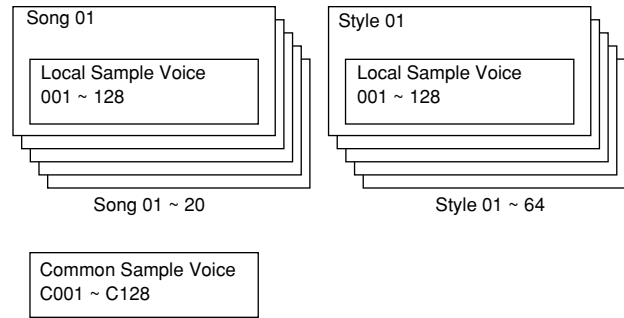 Song 01
Local Sample Voice
001 ~ 128
Song 01 ~ 20
Style 01
Local Sample Voice
001 ~ 128
Style 01 ~ 64
Common Sample Voice
C001 ~ C128